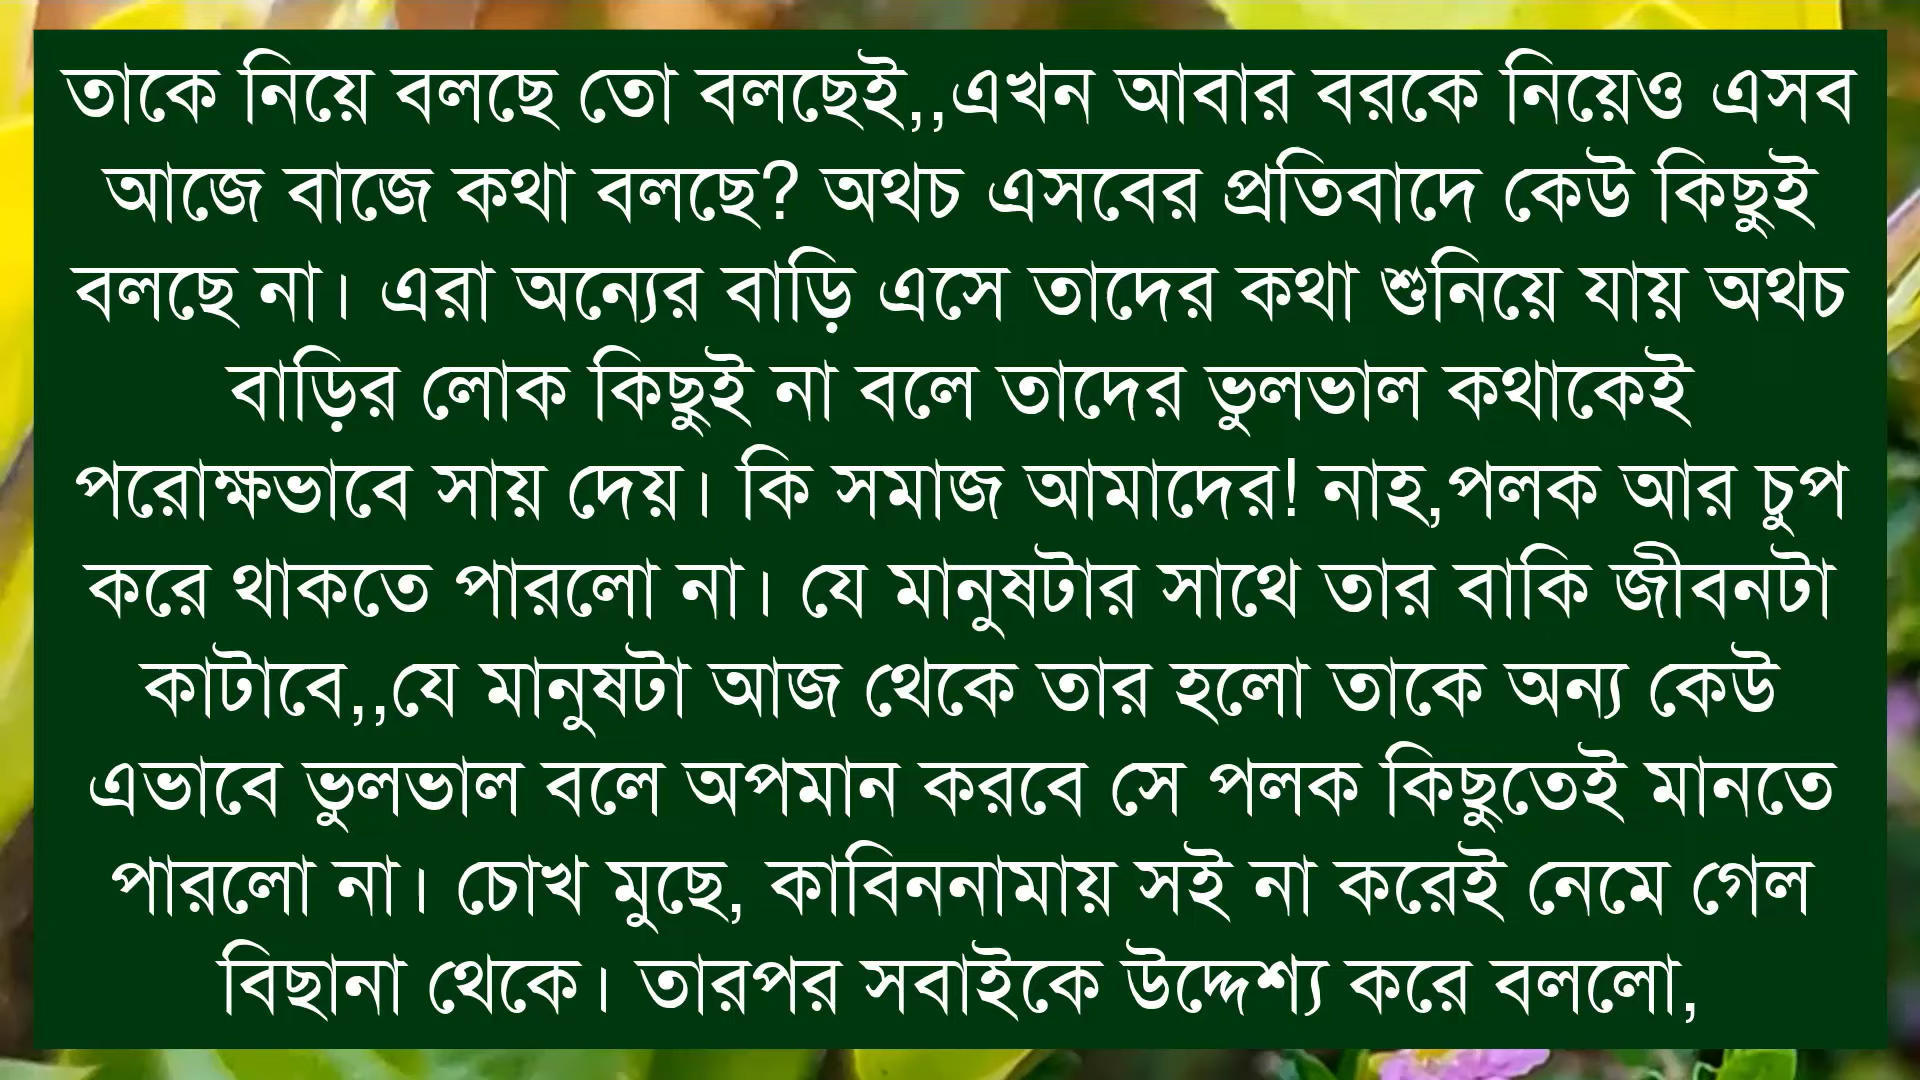 তাকে নিয়ে বলছে তো বলছেই,,এখন আবার বরকে নিয়েও এসব
আজে বাজে কথা বলছে? অথচ এসবের প্রতিবাদে কেউ কিছুই
বলছে না। এরা অন্যের বাড়ি এসে তাদের কথা শুনিয়ে যায় অথচ
বাড়ির লোক কিছুই না বলে তাদের ভুলভাল কথাকেই
পরোক্ষভাবে সায় দেয়। কি সমাজ আমাদের! নাহ,পলক আর চুপ
করে থাকতে পারলো না। যে মানুষটার সাথে তার বাকি জীবনটা
কাটাবে,,যে মানুষটা আজ থেকে তার হলো তাকে অন্য কেউ
এভাবে ভুলভাল বলে অপমান করবে সে পলক কিছুতেই মানতে
পারলো না। চোখ মুছে, কাবিননামায় সই না করেই নেমে গেল
বিছানা থেকে। তারপর সবাইকে উদ্দেশ্য করে বললো,